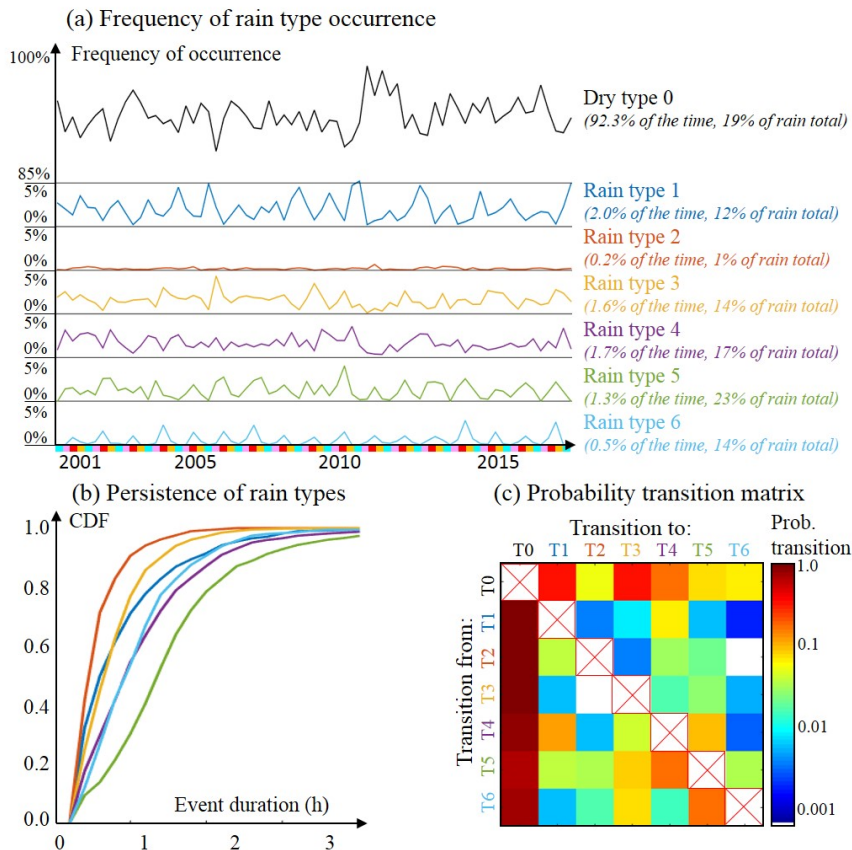 (a) Frequency of rain type occurrence
Frequency of occurrence
100%
85%
5%
0%
5%
0%
5%
0%
5%
0%
5%
0%
5%
0%
Dry type 0
(92.3% of the time, 19% of rain total)
Rain type 1
(2.0% of the time, 12% of rain total)
Rain type 2
(0.2% of the time, 1% of rain total)
Rain type 3
(1.6% of the time, 14% of rain total)
Rain type 4
(1.7% of the time, 17% of rain total)
Rain type 5
(1.3% of the time, 23% of rain total)
Rain type 6
(0.5% of the time, 14% of rain total)
2001 2005 2010 2015
(b) Persistence of rain types
CDF
1.0
0.8
0.6
0.4
0.2
0.0
Event duration (h)
0 1 2 3
(c) Probability transition matrix
Transition to:
T0 T1 T2 T3 T4 T5 T6
Transition from:
T0
T1
T2
T3
T4
T5
T6
Prob.
transition
1.0
0.1
0.01
0.001